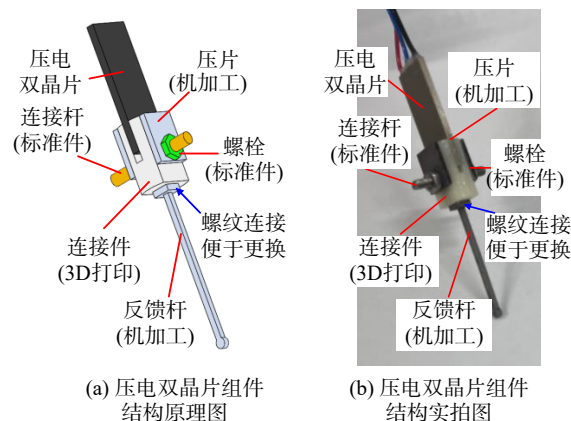 压电
双晶片
压片
(机加工)
连接杆
(标准件)
螺栓
(标准件)
连接件
(3D打印)
螺纹连接
便于更换
反馈杆
(机加工)
(a) 压电双晶片组件
结构原理图
压电
双晶片
压片
(机加工)
连接杆
(标准件)
螺栓
(标准件)
连接件
(3D打印)
螺纹连接
便于更换
反馈杆
(机加工)
(b) 压电双晶片组件
结构实拍图